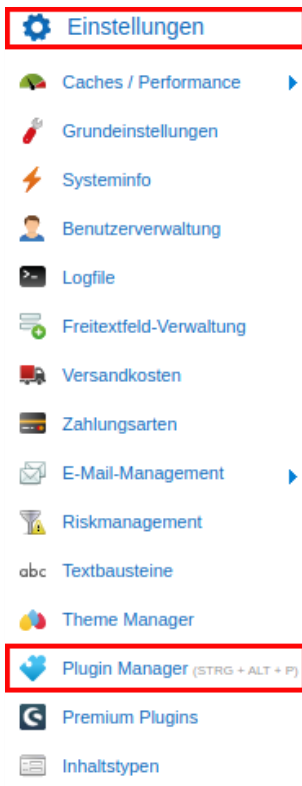 Einstellungen
Caches / Performance
Grundeinstellungen
Systeminfo
Benutzerverwaltung
Logfile
Freitextfeld-Verwaltung
Versandkosten
Zahlungsarten
E-Mail-Management
Riskmanagement
abc Textbausteine
Theme Manager
Plugin Manager (STRG + ALT + P)
Premium Plugins
Inhaltstypen